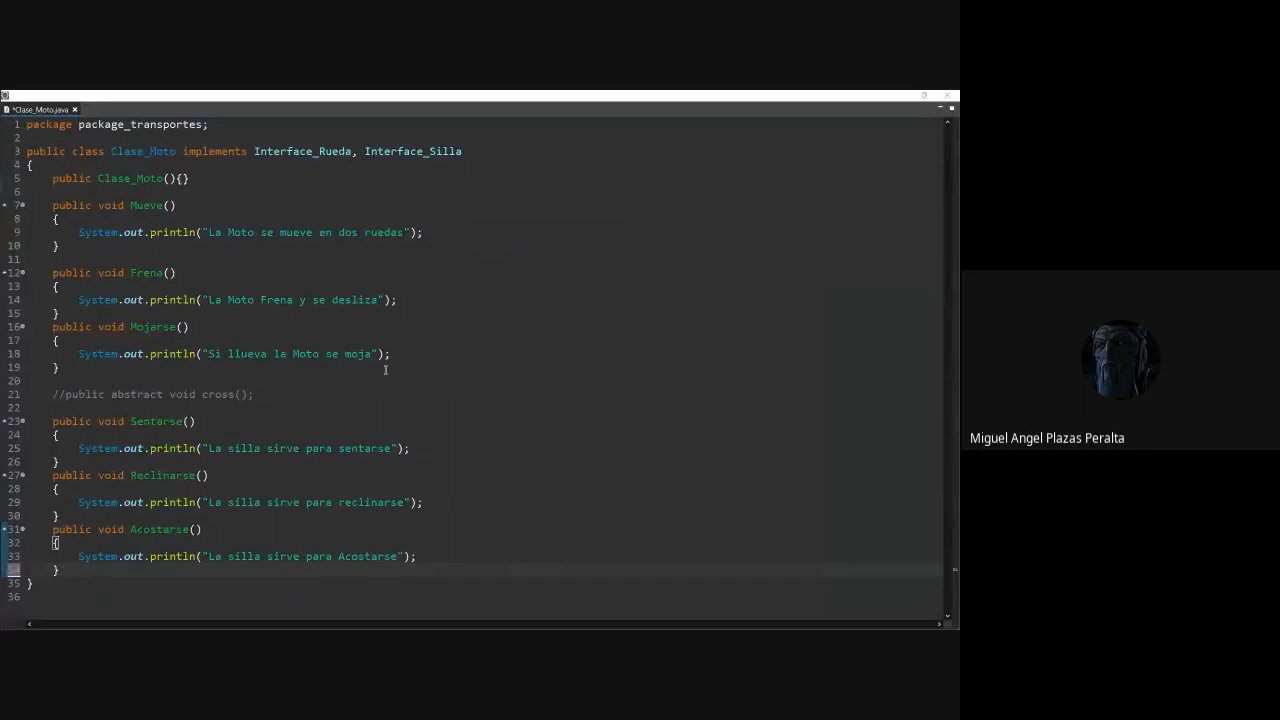 *Clase_Moto.java
1 package package_transportes;
2
3 public class Clase_Moto implements Interface_Rueda, Interface_Silla
4 {
5 public Clase_Moto(){}
6
7 public void Mueve()
8 {
9 System.out.println("La Moto se mueve en dos ruedas");
10 }
11
12 public void Frena()
13 {
14 System.out.println("La Moto Frena y se desliza");
15 }
16 public void Mojarse()
17 {
18 System.out.println("Si llueva la Moto se moja");
19 }
20
21 //public abstract void cross();
22
23 public void Sentarse()
24 {
25 System.out.println("La silla sirve para sentarse");
26 }
27 public void Reclinarse()
28 {
29 System.out.println("La silla sirve para reclinarse");
30 }
31 public void Acostarse()
32 {
33 System.out.println("La silla sirve para Acostarse");
}
35 }
36
Miguel Angel Plazas Peralta